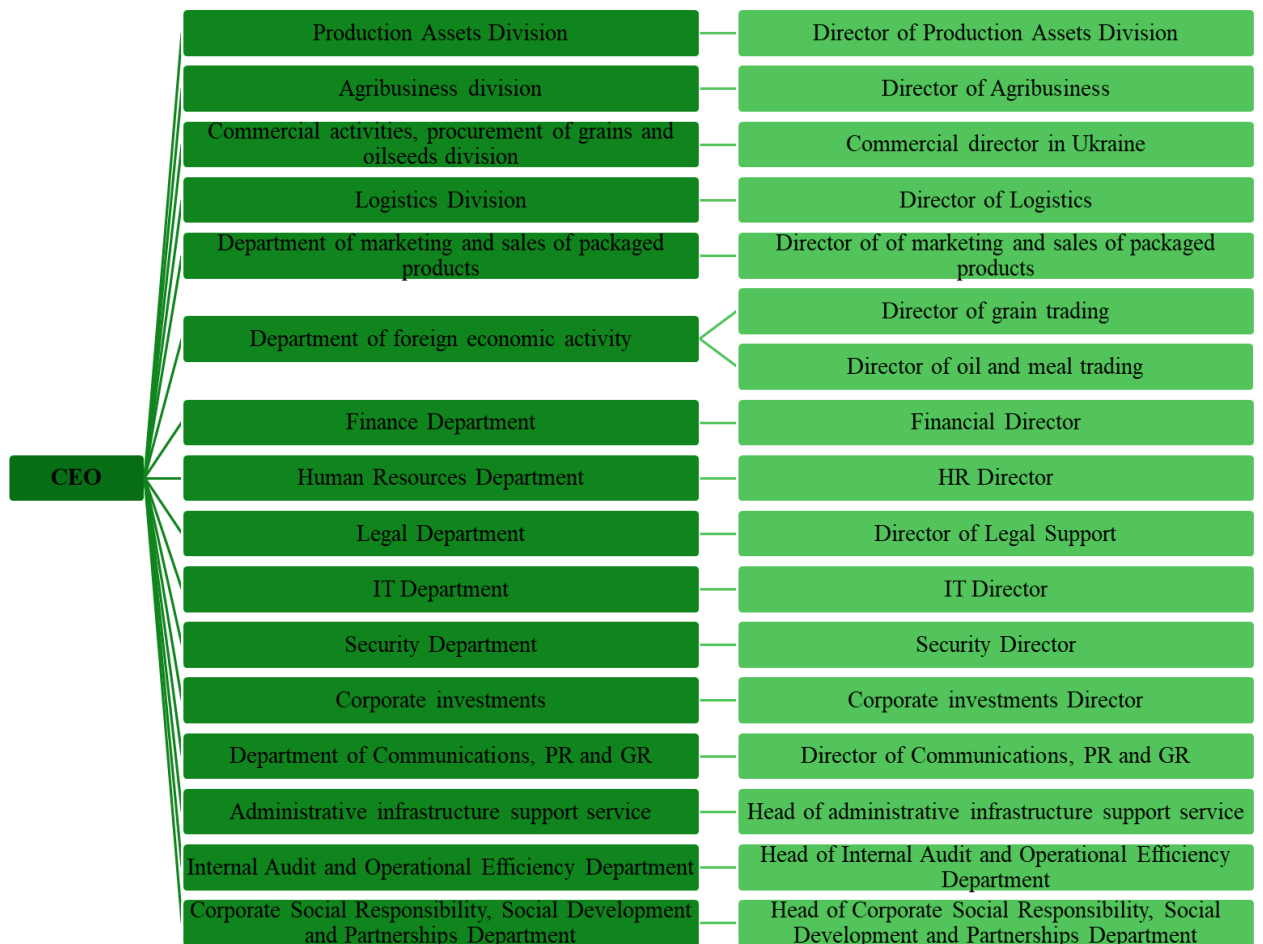 Production Assets Division
Director of Production Assets Division
Agribusiness division
Director of Agribusiness
Commercial activities, procurement of grains and
oilseeds division
Commercial director in Ukraine
Logistics Division
Director of Logistics
Department of marketing and sales of packaged
products
Director of of marketing and sales of packaged
products
Department of foreign economic activity
Director of grain trading
Director of oil and meal trading
Finance Department
Financial Director
CEO
Human Resources Department
HR Director
Legal Department
Director of Legal Support
IT Department
IT Director
Security Department
Security Director
Corporate investments
Corporate investments Director
Department of Communications, PR and GR
Director of Communications, PR and GR
Administrative infrastructure support service
Head of administrative infrastructure support service
Internal Audit and Operational Efficiency Department
Head of Internal Audit and Operational Efficiency
Department
Corporate Social Responsibility, Social Development
and Partnerships Department
Head of Corporate Social Responsibility, Social
Development and Partnerships Department